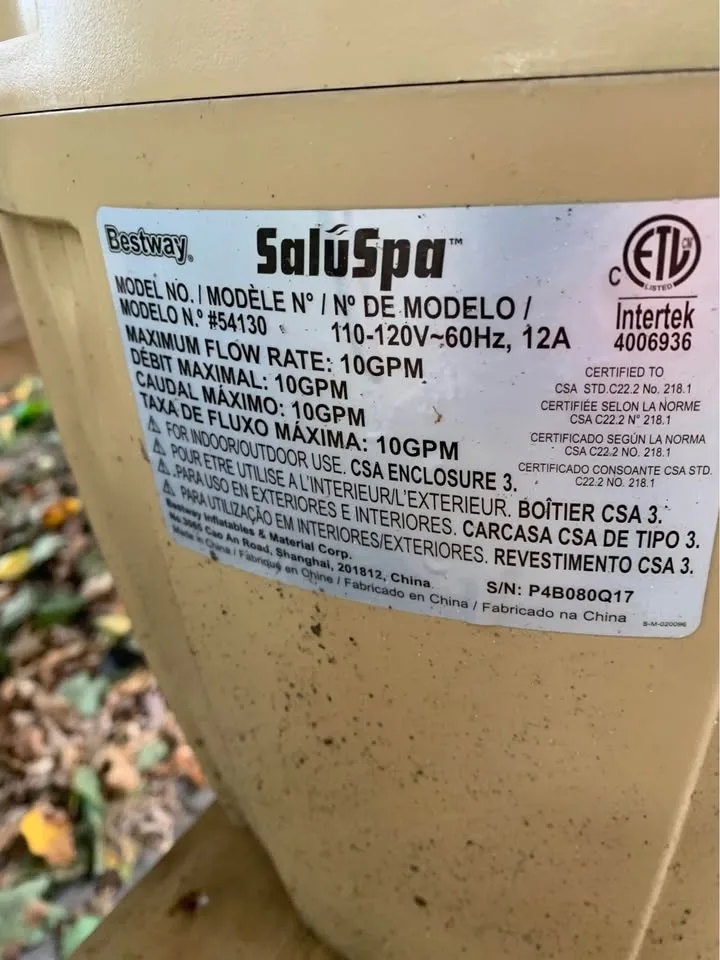 Bestway®
SalûSpa™
MODEL NO. / MODÈLE N° / Nº DE MODELO /
MODELO N.º #54130 110-120V~60Hz, 12A
MAXIMUM FLOW RATE: 10GPM
DÉBIT MAXIMAL: 10GPM
CAUDAL MÁXIMO: 10GPM
TAXA DE FLUXO MÁXIMA: 10GPM
FOR INDOOR/OUTDOOR USE. CSA ENCLOSURE 3.
POUR ETRE UTILISE A L'INTERIEUR/L'EXTERIEUR. BOÎTIER CSA 3.
PARA USO EN EXTERIORES E INTERIORES. CARCASA CSA DE TIPO 3.
PARA UTILIZAÇÃO EM INTERIORES/EXTERIORES. REVESTIMENTO CSA 3.
Bestway Inflatables & Material Corp.
No.3065 Cao An Road, Shanghai, 201812, China
Made in China / Fabriqué en Chine / Fabricado en China / Fabricado na China
S/N: P4B080Q17
S-M-020096
C ETL CM
LISTED
Intertek
4006936
CERTIFIED TO
CSA STD.C22.2 No. 218.1
CERTIFIÉE SELON LA NORME
CSA C22.2 N° 218.1
CERTIFICADO SEGÚN LA NORMA
CSA C22.2 NO. 218.1
CERTIFICADO CONSOANTE CSA STD.
C22.2 NO. 218.1